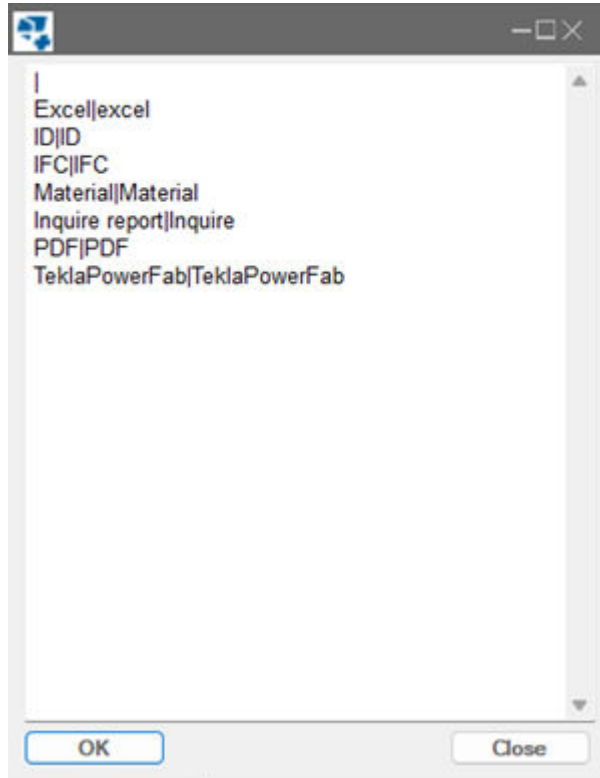 |
Excel|excel
ID|ID
IFC|IFC
Material|Material
Inquire report|Inquire
PDF|PDF
TeklaPowerFab|TeklaPowerFab
OK
Close